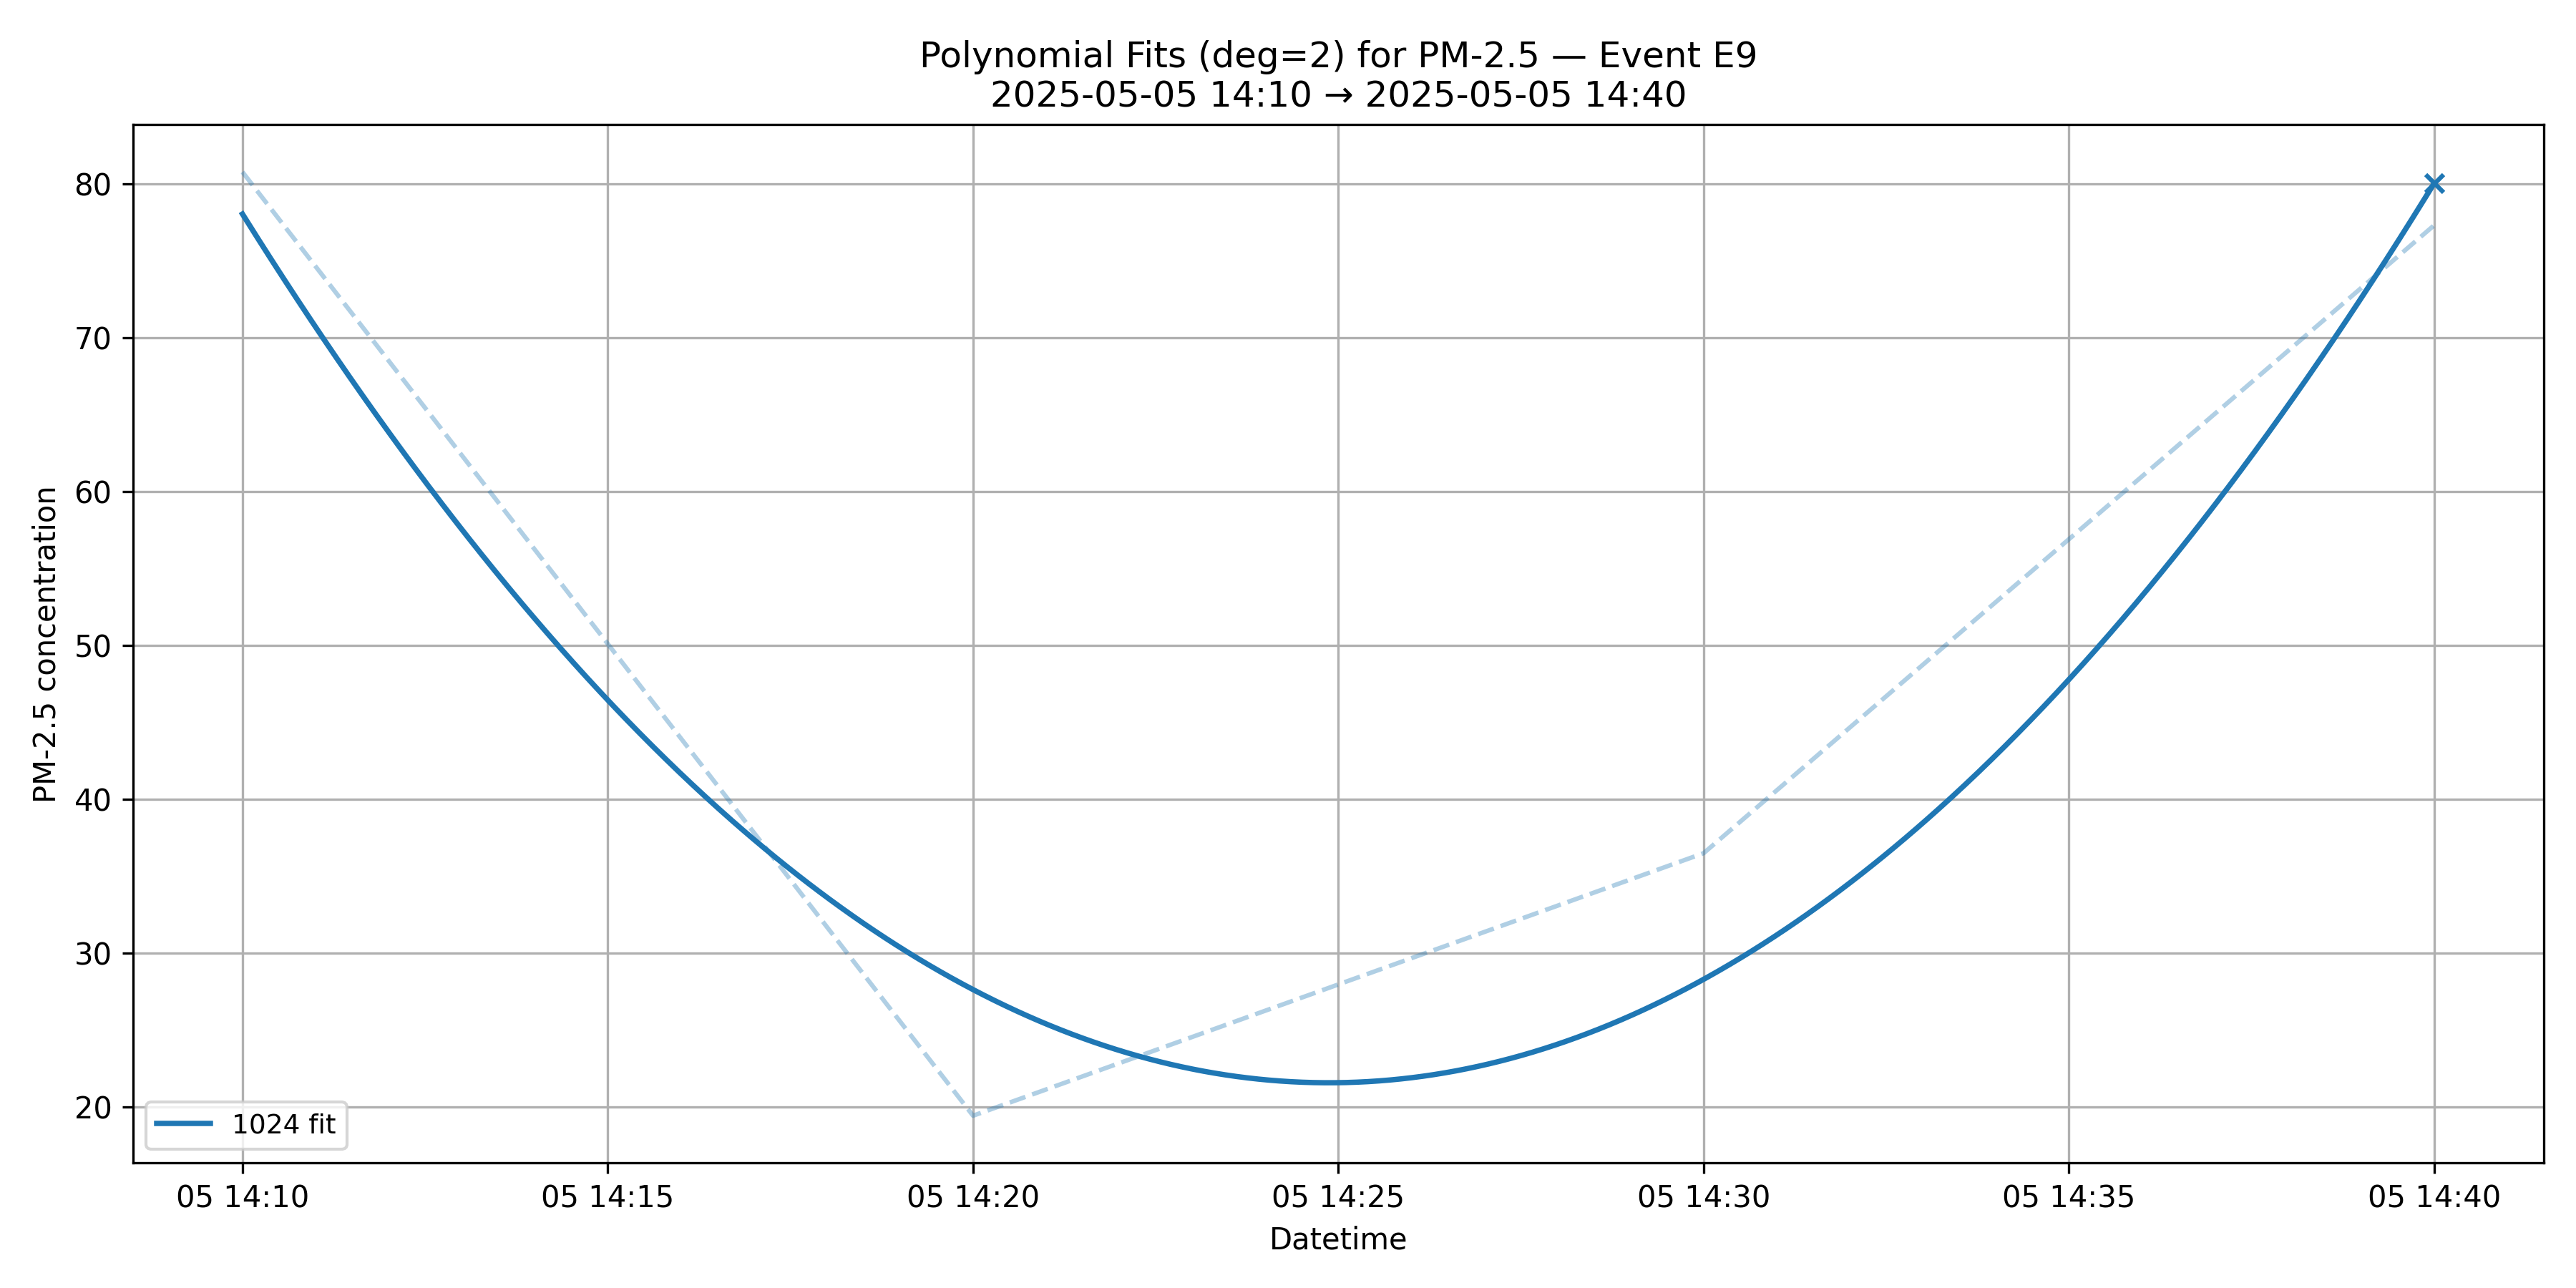 Polynomial Fits (deg=2) for PM-2.5 — Event E9
2025-05-05 14:10 → 2025-05-05 14:40
PM-2.5 concentration
80
70
60
50
40
30
20
1024 fit
05 14:10
05 14:15
05 14:20
05 14:25
05 14:30
05 14:35
05 14:40
Datetime